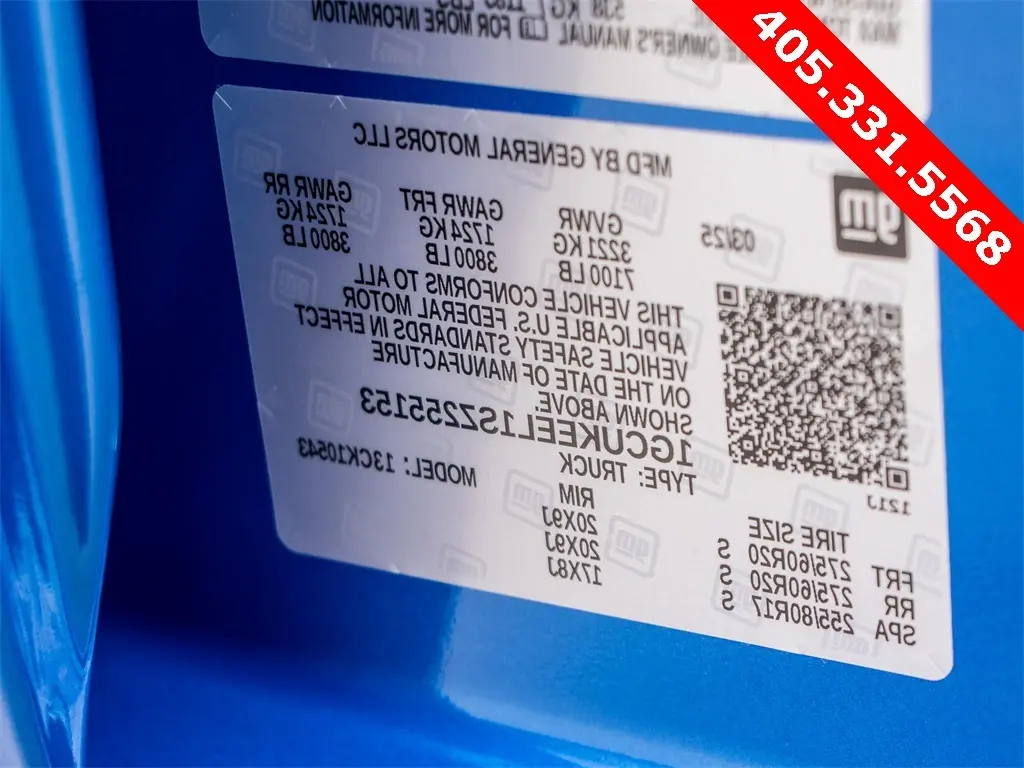 OWNER'S MANUAL FOR MORE INFORMATION
405.331.5568
gm
03/25
MFD BY GENERAL MOTORS LLC
GVWR GAWR FRT GAWR RR
3221 KG 1724 KG 1724 KG
7100 LB 3800 LB 3800 LB
THIS VEHICLE CONFORMS TO ALL
APPLICABLE U.S. FEDERAL MOTOR
VEHICLE SAFETY STANDARDS IN EFFECT
ON THE DATE OF MANUFACTURE
SHOWN ABOVE.
1GCUKEEL1SZ255153
TYPE: TRUCK MODEL: 13CK10543
121J
TIRE SIZE RIM
FRT 275/60R20 S 20X9J
RR 275/60R20 S 20X9J
SPA 255/80R17 S 17X8J